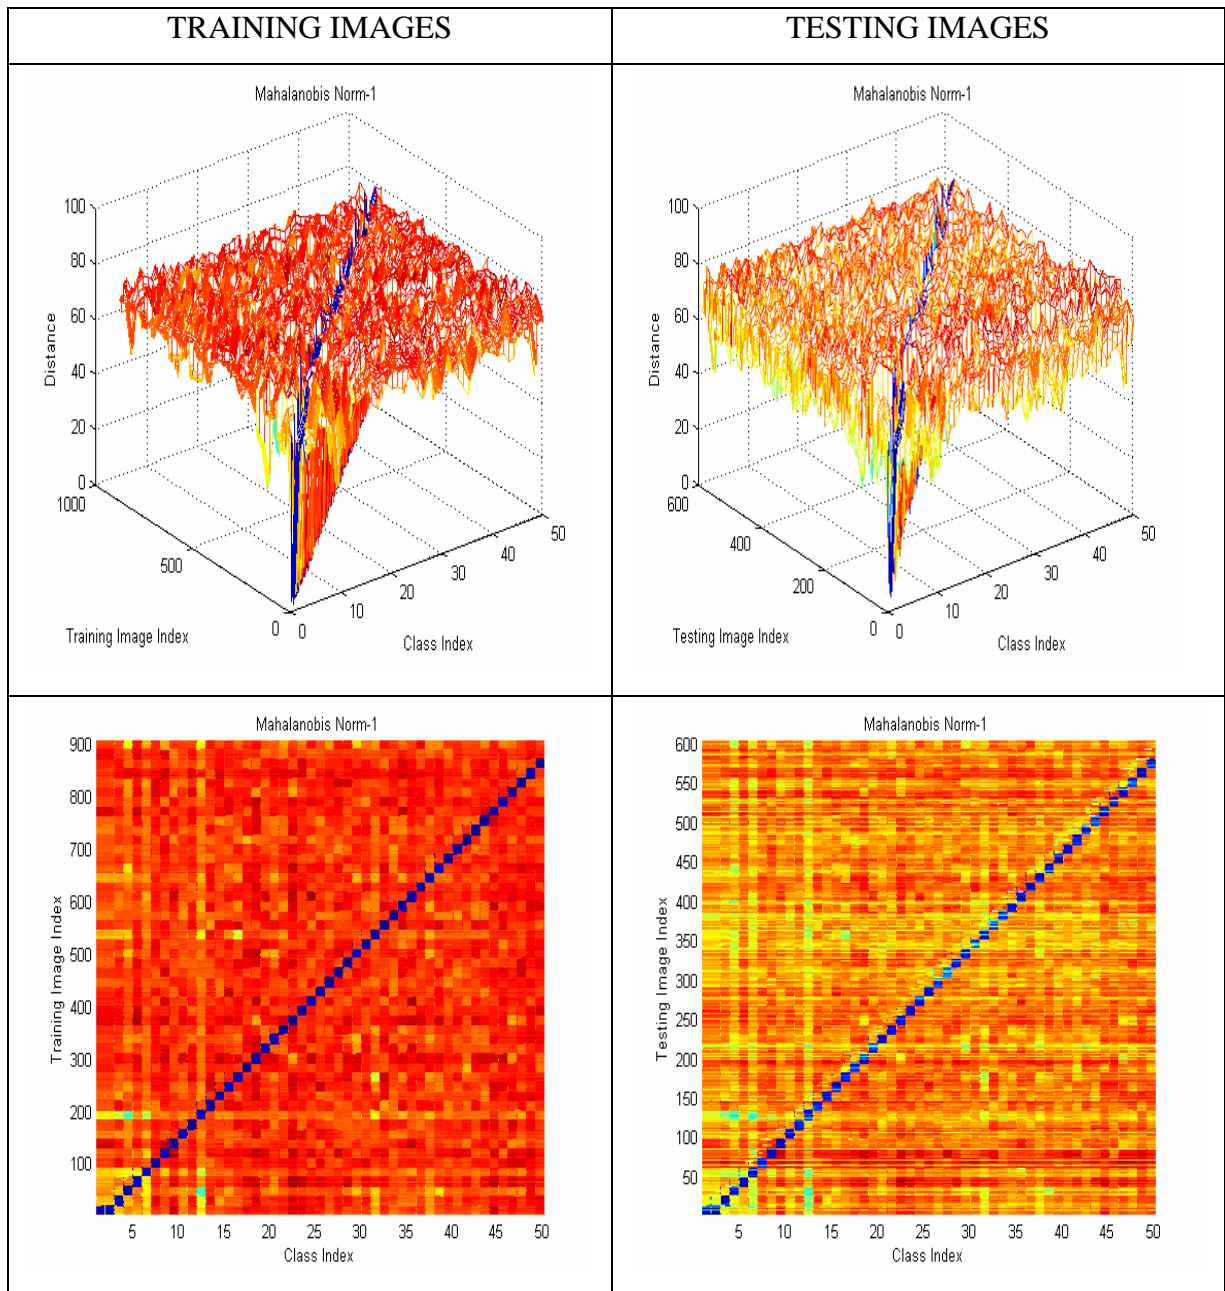 TRAINING IMAGES
TESTING IMAGES
Mahalanobis Norm-1
100
80
60
40
20
0
Distance
1000
500
0
Training Image Index
0
10
20
30
40
50
Class Index
Mahalanobis Norm-1
100
80
60
40
20
0
Distance
600
400
200
0
Testing Image Index
0
10
20
30
40
50
Class Index
Mahalanobis Norm-1
900
800
700
600
500
400
300
200
100
Training Image Index
5 10 15 20 25 30 35 40 45 50
Class Index
Mahalanobis Norm-1
600
550
500
450
400
350
300
250
200
150
100
50
Testing Image Index
5 10 15 20 25 30 35 40 45 50
Class Index